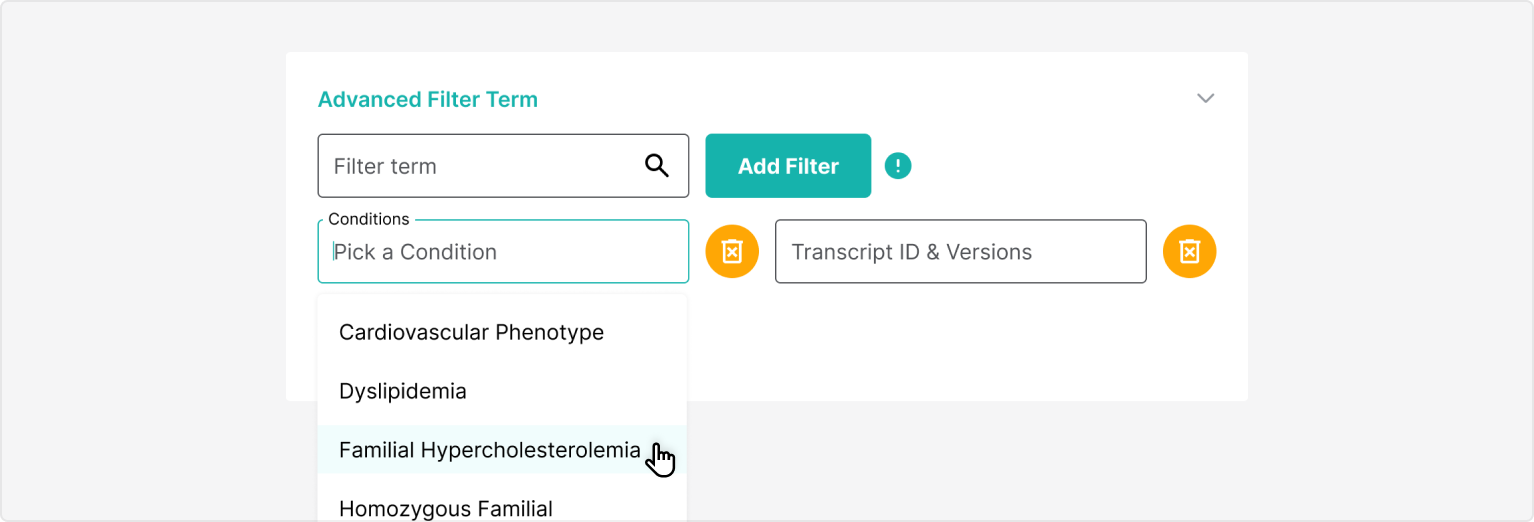 Advanced Filter Term
Filter term
Add Filter
Conditions
Pick a Condition
Transcript ID & Versions
Cardiovascular Phenotype
Dyslipidemia
Familial Hypercholesterolemia
Homozygous Familial